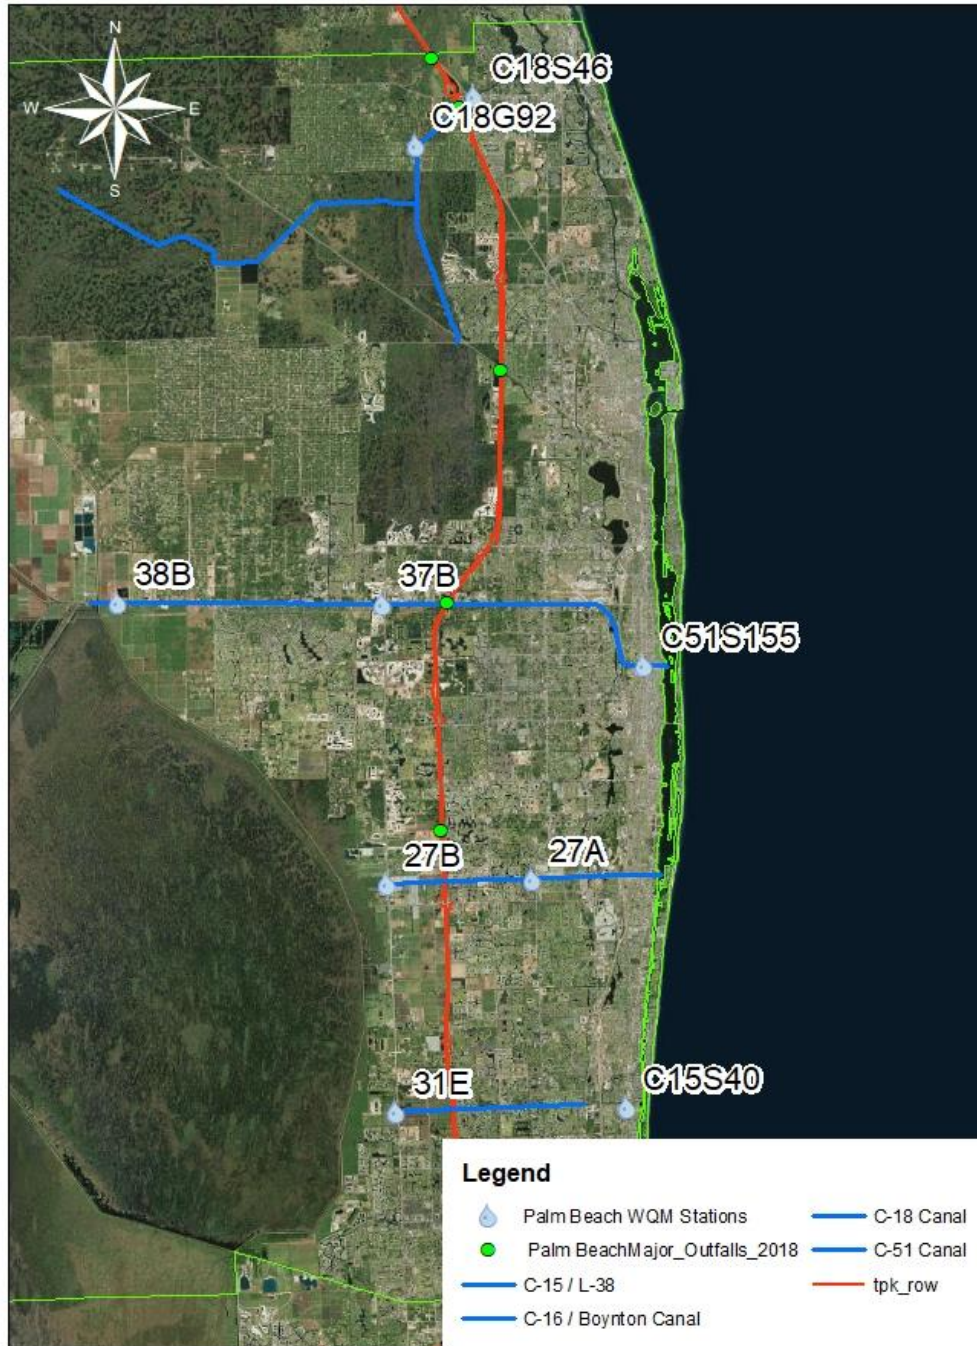 N
W E
S
C18S46
C18G92
38B
37B
C51S155
27B
27A
31E
C15S40
Legend
Palm Beach WQM Stations
Palm BeachMajor_Outfalls_2018
C-15 / L-38
C-16 / Boynton Canal
C-18 Canal
C-51 Canal
tpk_row